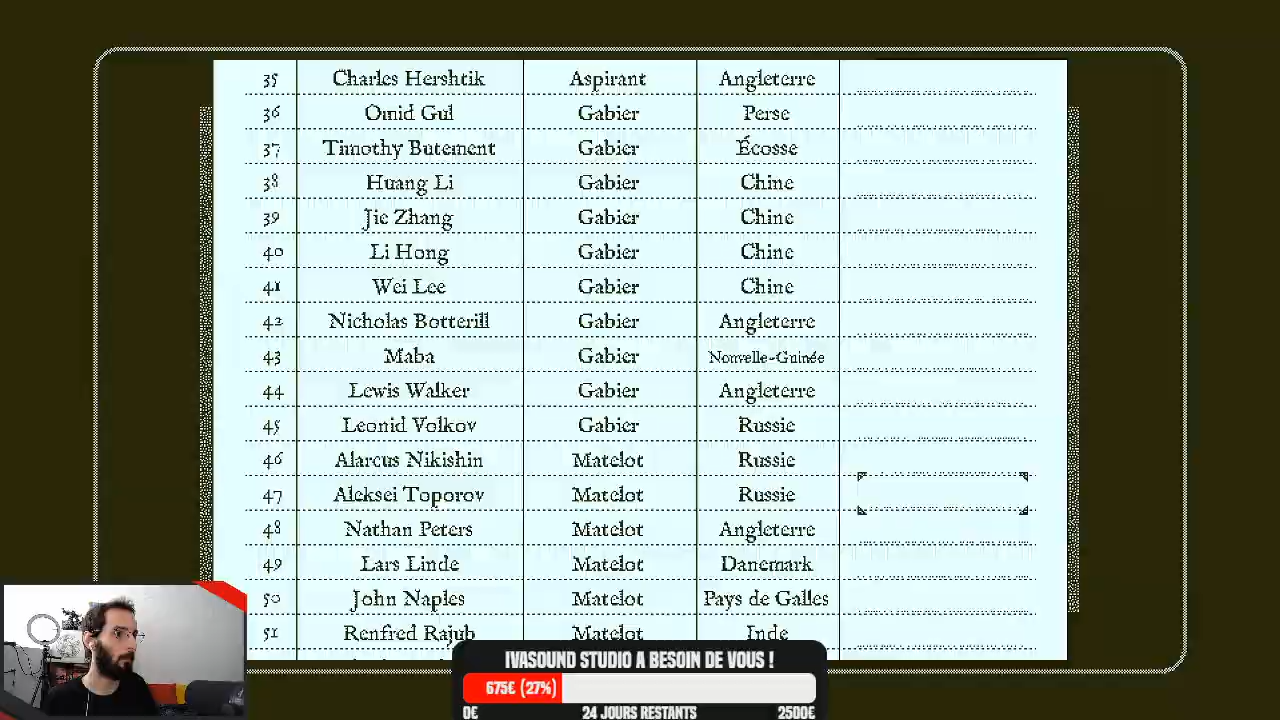 35 Charles Hershtik Aspirant Angleterre
36 Omid Gul Gabier Perse
37 Timothy Butement Gabier Écosse
38 Huang Li Gabier Chine
39 Jie Zhang Gabier Chine
40 Li Hong Gabier Chine
41 Wei Lee Gabier Chine
42 Nicholas Botterill Gabier Angleterre
43 Maba Gabier Nouvelle-Guinée
44 Lewis Walker Gabier Angleterre
45 Leonid Volkov Gabier Russie
46 Alarcus Nikishin Matelot Russie
47 Aleksei Toporov Matelot Russie
48 Nathan Peters Matelot Angleterre
49 Lars Linde Matelot Danemark
50 John Naples Matelot Pays de Galles
51 Renfred Rajub Matelot Inde
IVASOUND STUDIO A BESOIN DE VOUS !
675€ (27%)
0€ 24 JOURS RESTANTS 2500€